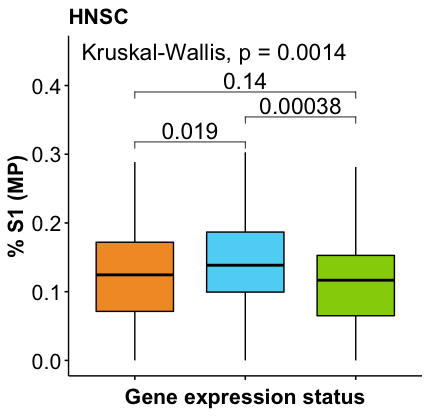 HNSC
Kruskal-Wallis, p = 0.0014
0.14
0.00038
0.019
0.4
0.3
0.2
0.1
0.0
% S1 (MP)
Gene expression status